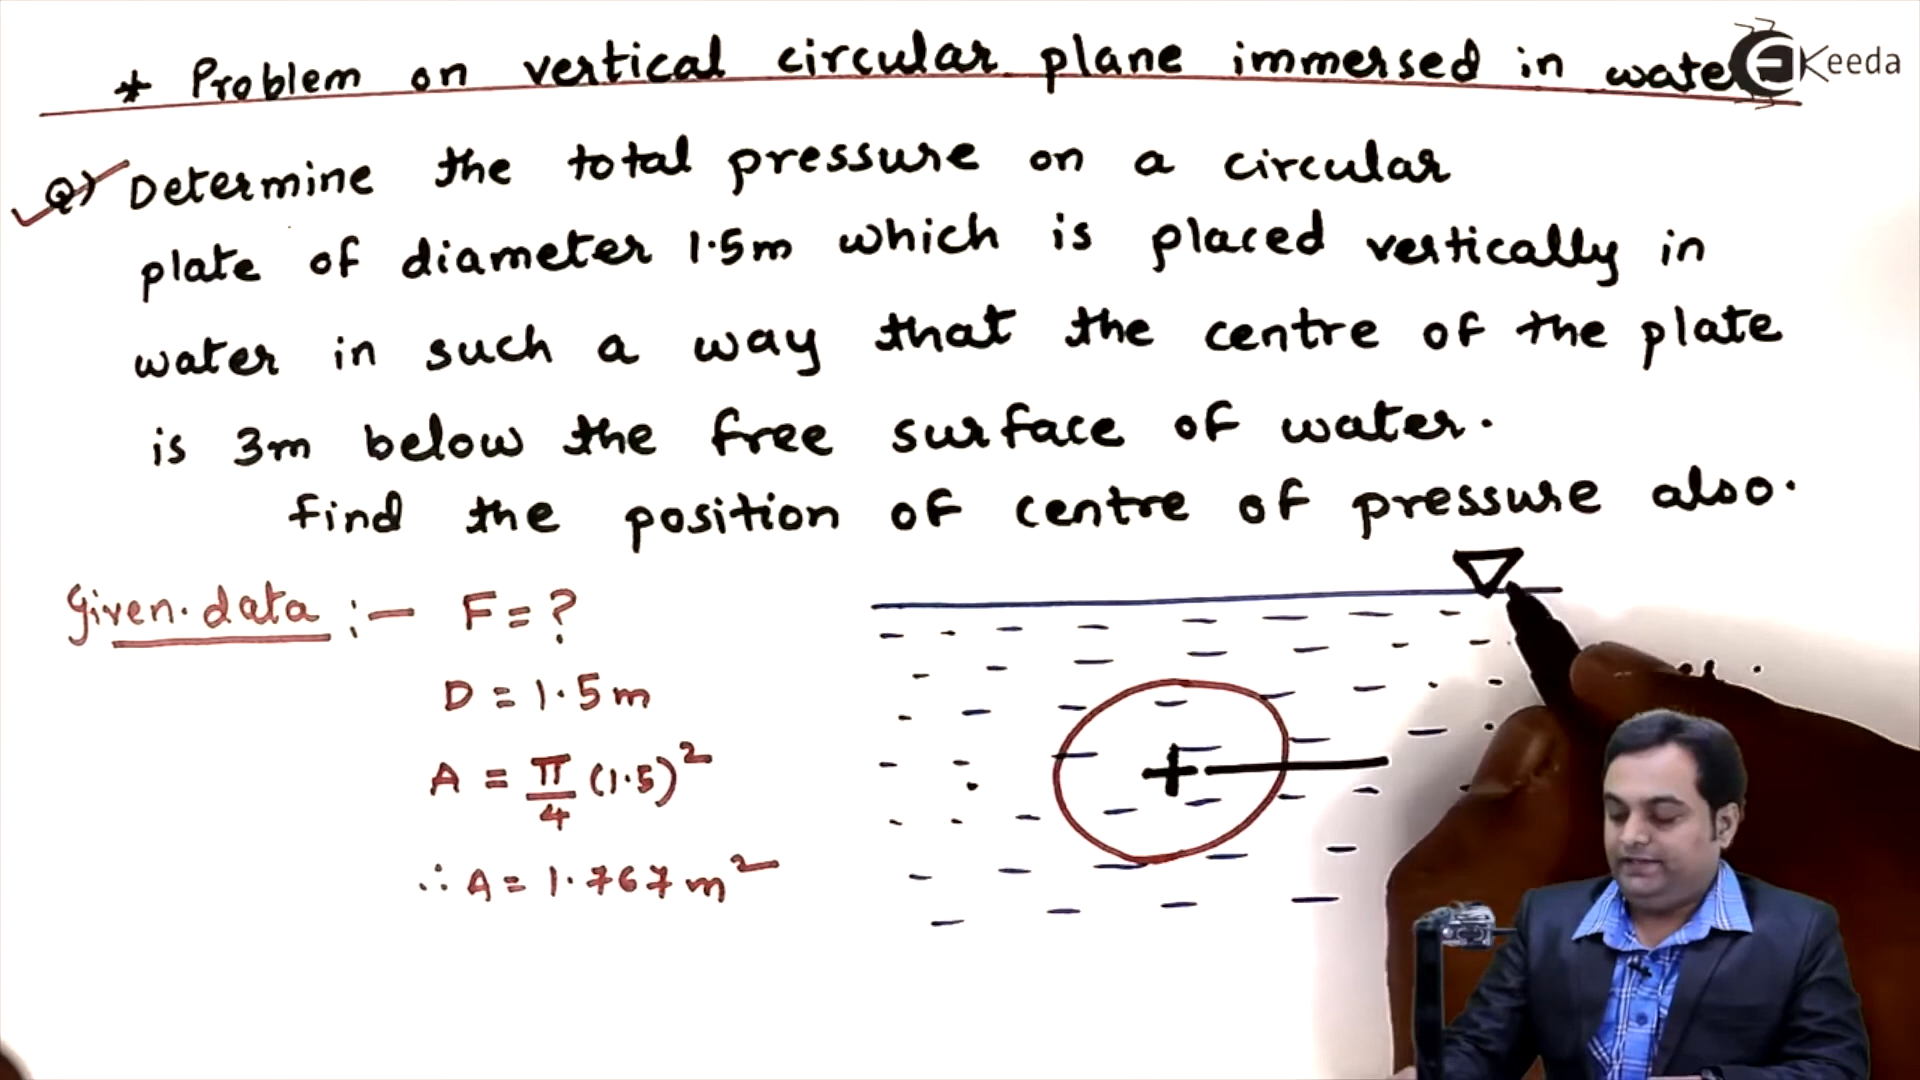 * Problem on vertical circular plane immersed in wate
Keeda
Q) Determine the total pressure on a circular
plate of diameter 1.5m which is placed vertically in
water in such a way that the centre of the plate
is 3m below the free surface of water.
Find the position of centre of pressure also.
Given data :- F = ?
D = 1.5m
A = π/4 (1.5)²
∴ A = 1.767 m²